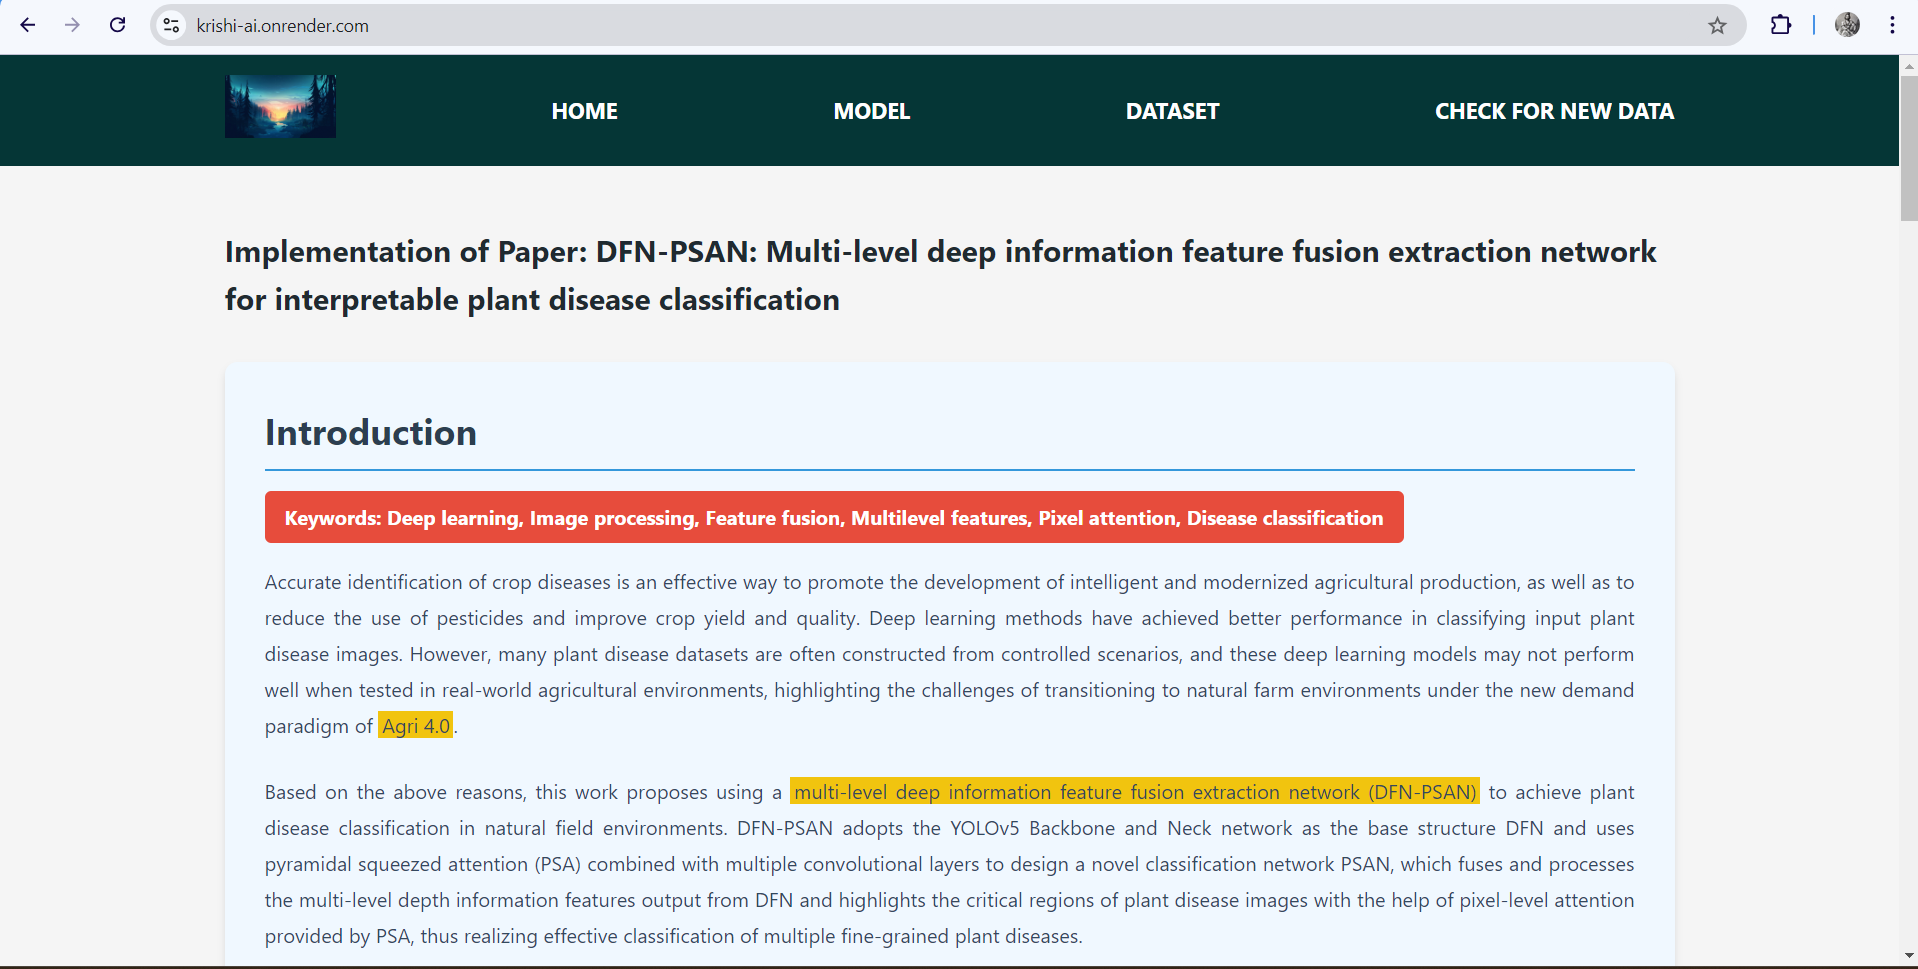 krishi-ai.onrender.com
HOME
MODEL
DATASET
CHECK FOR NEW DATA
Implementation of Paper: DFN-PSAN: Multi-level deep information feature fusion extraction network
for interpretable plant disease classification
Introduction
Keywords: Deep learning, Image processing, Feature fusion, Multilevel features, Pixel attention, Disease classification
Accurate identification of crop diseases is an effective way to promote the development of intelligent and modernized agricultural production, as well as to
reduce the use of pesticides and improve crop yield and quality. Deep learning methods have achieved better performance in classifying input plant
disease images. However, many plant disease datasets are often constructed from controlled scenarios, and these deep learning models may not perform
well when tested in real-world agricultural environments, highlighting the challenges of transitioning to natural farm environments under the new demand
paradigm of Agri 4.0.
Based on the above reasons, this work proposes using a multi-level deep information feature fusion extraction network (DFN-PSAN) to achieve plant
disease classification in natural field environments. DFN-PSAN adopts the YOLOv5 Backbone and Neck network as the base structure DFN and uses
pyramidal squeezed attention (PSA) combined with multiple convolutional layers to design a novel classification network PSAN, which fuses and processes
the multi-level depth information features output from DFN and highlights the critical regions of plant disease images with the help of pixel-level attention
provided by PSA, thus realizing effective classification of multiple fine-grained plant diseases.